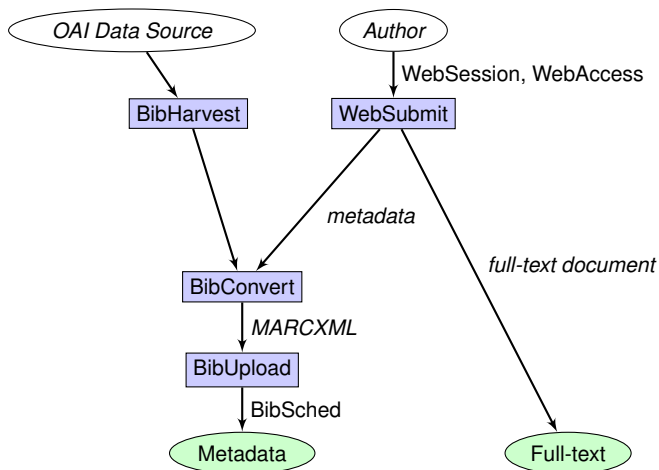 OAI Data Source
Author
WebSession, WebAccess
BibHarvest
WebSubmit
metadata
full-text document
BibConvert
MARCXML
BibUpload
BibSched
Metadata
Full-text